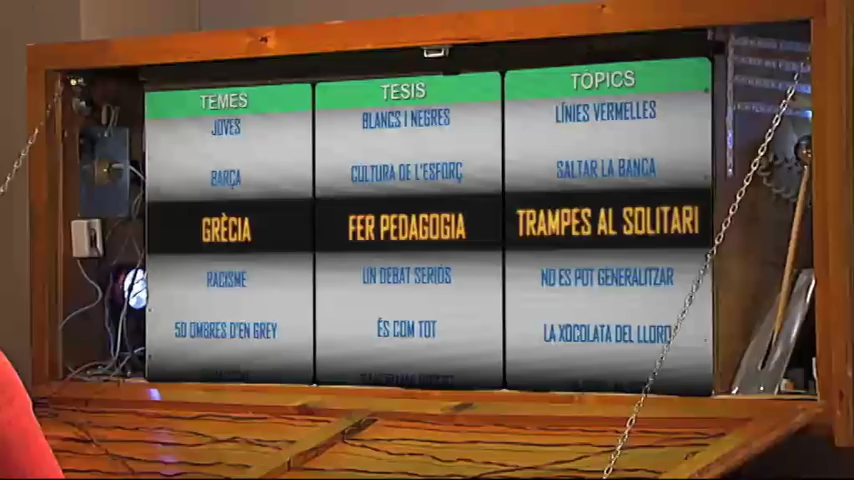 TEMES TESIS TÒPICS
JOVES BLANCS I NEGRES LÍNIES VERMELLES
BARÇA CULTURA DE L'ESFORÇ SALTAR LA BANCA
GRÈCIA FER PEDAGOGIA TRAMPES AL SOLITARI
RACISME UN DEBAT SERIÓS NO ES POT GENERALITZAR
50 OMBRES D'EN GREY ÉS COM TOT LA XOCOLATA DEL LLORO